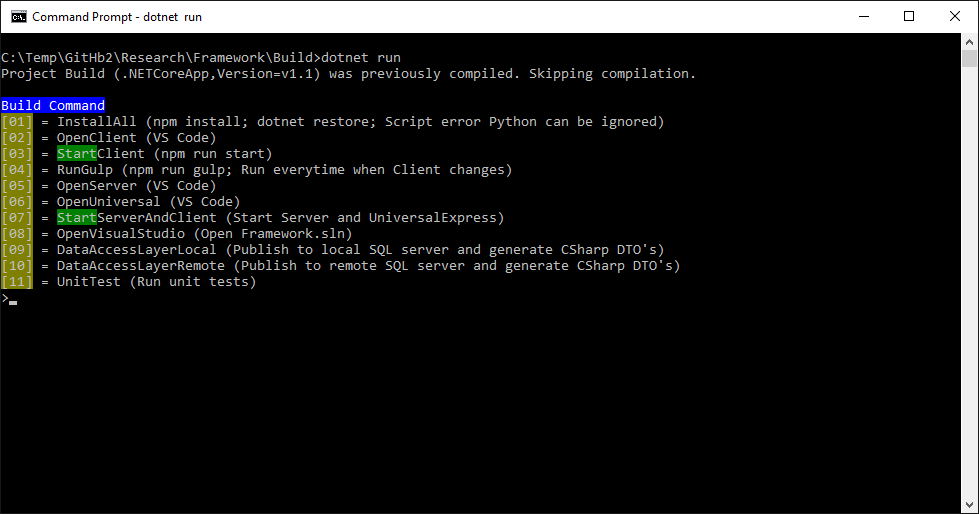 Command Prompt - dotnet  run
C:\Temp\GitHb2\Research\Framework\Build>dotnet run
Project Build (.NETCoreApp,Version=v1.1) was previously compiled. Skipping compilation.
Build Command
[01] = InstallAll (npm install; dotnet restore; Script error Python can be ignored)
[02] = OpenClient (VS Code)
[03] = StartClient (npm run start)
[04] = RunGulp (npm run gulp; Run everytime when Client changes)
[05] = OpenServer (VS Code)
[06] = OpenUniversal (VS Code)
[07] = StartServerAndClient (Start Server and UniversalExpress)
[08] = OpenVisualStudio (Open Framework.sln)
[09] = DataAccessLayerLocal (Publish to local SQL server and generate CSharp DTO's)
[10] = DataAccessLayerRemote (Publish to remote SQL server and generate CSharp DTO's)
[11] = UnitTest (Run unit tests)
>